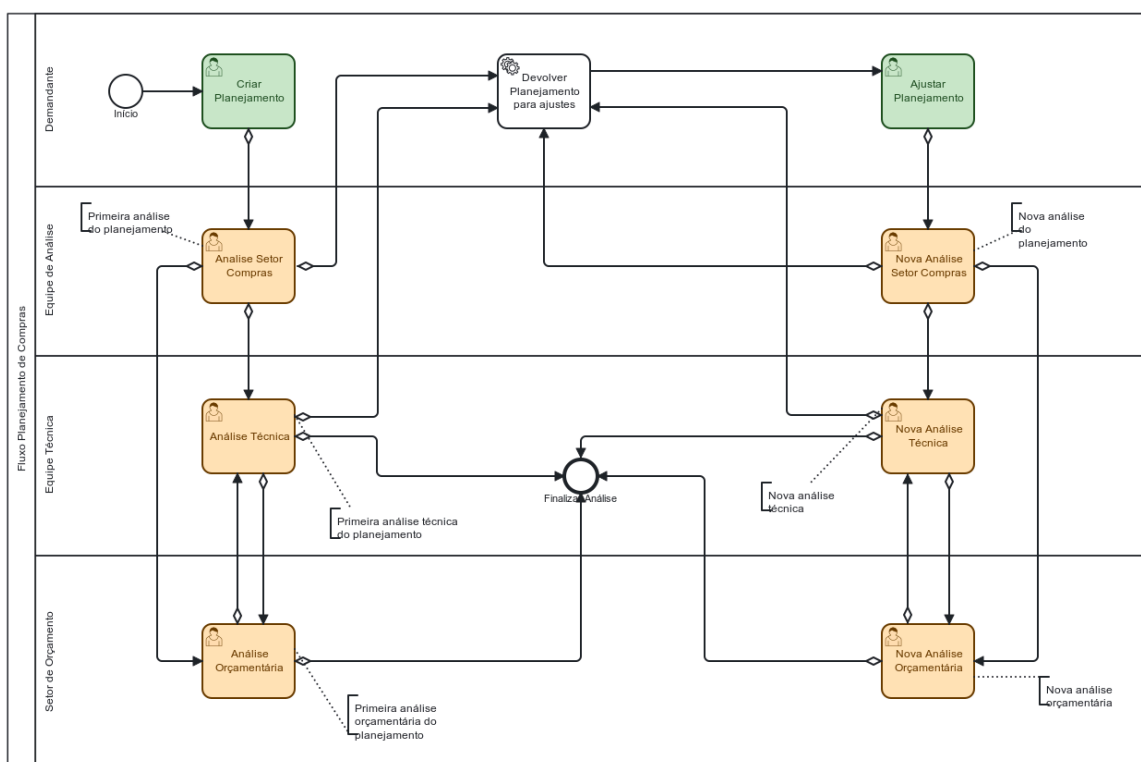 Fluxo Planejamento de Compras
Demandante
Início
Criar
Planejamento
Devolver
Planejamento
para ajustes
Ajustar
Planejamento
Equipe de Análise
Primeira análise
do planejamento
Analise Setor
Compras
Nova Análise
Setor Compras
Nova análise
do
planejamento
Equipe Técnica
Análise Técnica
Primeira análise técnica
do planejamento
Finalizar Análise
Nova Análise
Técnica
Nova análise
técnica
Setor de Orçamento
Análise
Orçamentária
Primeira análise
orçamentária do
planejamento
Nova Análise
Orçamentária
Nova análise
orçamentária